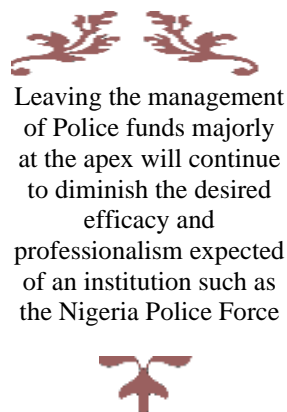 Leaving the management
of Police funds majorly
at the apex will continue
to diminish the desired
efficacy and
professionalism expected
of an institution such as
the Nigeria Police Force